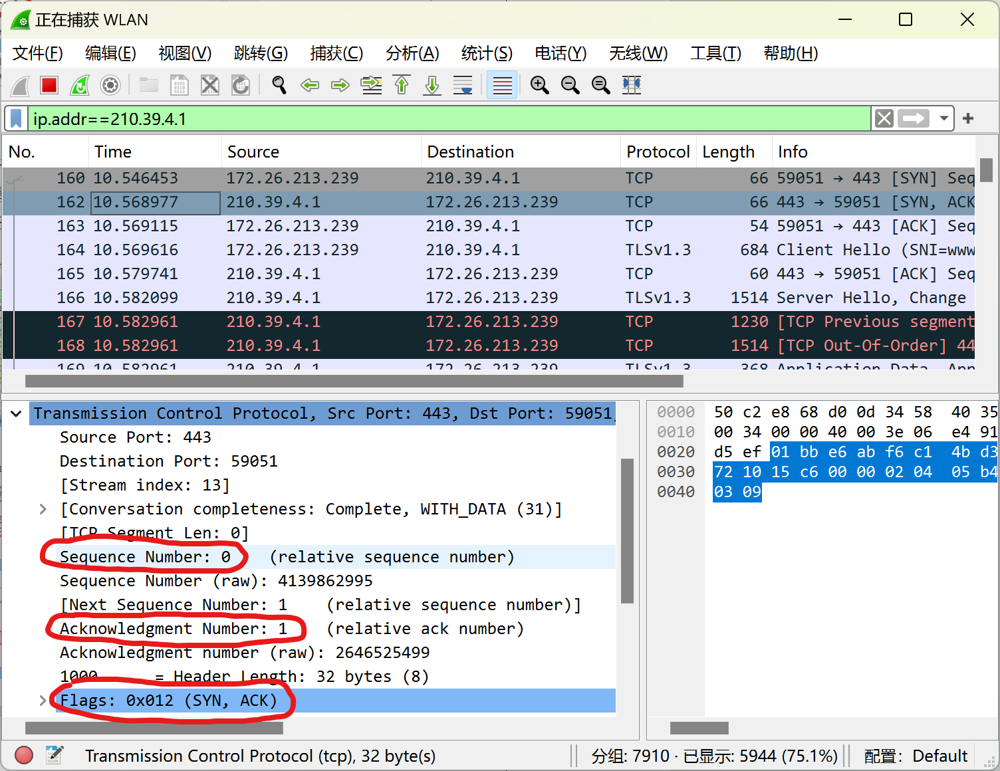 正在捕获 WLAN
文件(F) 编辑(E) 视图(V) 跳转(G) 捕获(C) 分析(A) 统计(S) 电话(Y) 无线(W) 工具(T) 帮助(H)
ip.addr==210.39.4.1
No. Time Source Destination Protocol Length Info
160 10.546453 172.26.213.239 210.39.4.1 TCP 66 59051 → 443 [SYN] Seq
162 10.568977 210.39.4.1 172.26.213.239 TCP 66 443 → 59051 [SYN, ACK
163 10.569115 172.26.213.239 210.39.4.1 TCP 54 59051 → 443 [ACK] Seq
164 10.569616 172.26.213.239 210.39.4.1 TLSv1.3 684 Client Hello (SNI=www
165 10.579741 210.39.4.1 172.26.213.239 TCP 60 443 → 59051 [ACK] Seq
166 10.582099 210.39.4.1 172.26.213.239 TLSv1.3 1514 Server Hello, Change
167 10.582961 210.39.4.1 172.26.213.239 TCP 1230 [TCP Previous segment
168 10.582961 210.39.4.1 172.26.213.239 TCP 1514 [TCP Out-Of-Order] 44
169 10.582961 210.39.4.1 172.26.213.239 TLSv1.3 368 Application Data, App
Transmission Control Protocol, Src Port: 443, Dst Port: 59051,
Source Port: 443
Destination Port: 59051
[Stream index: 13]
[Conversation completeness: Complete, WITH_DATA (31)]
[TCP Segment Len: 0]
Sequence Number: 0 (relative sequence number)
Sequence Number (raw): 4139862995
[Next Sequence Number: 1 (relative sequence number)]
Acknowledgment Number: 1 (relative ack number)
Acknowledgment number (raw): 2646525499
1000 .... = Header Length: 32 bytes (8)
Flags: 0x012 (SYN, ACK)
0000 50 c2 e8 68 d0 0d 34 58 40 35
0010 00 34 00 00 40 00 3e 06 e4 91
0020 d5 ef 01 bb e6 ab f6 c1 4b d3
0030 72 10 15 c6 00 00 02 04 05 b4
0040 03 09
Transmission Control Protocol (tcp), 32 byte(s) 分组: 7910 · 已显示: 5944 (75.1%) 配置: Default